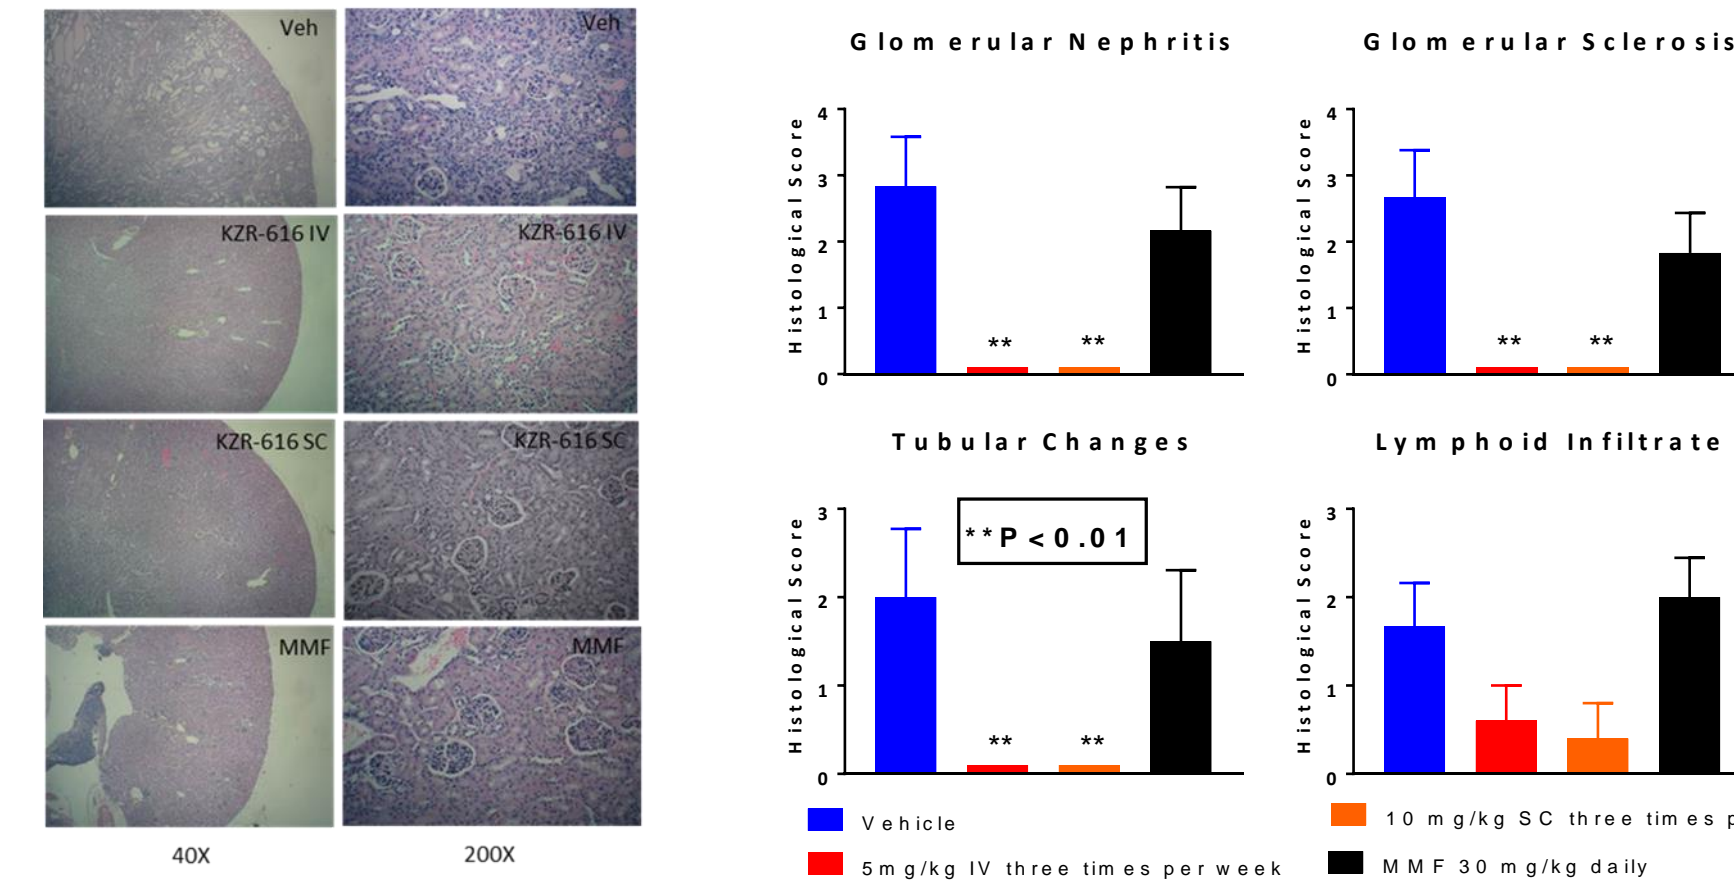 Veh
Veh
KZR-616 IV
KZR-616 IV
KZR-616 SC
KZR-616 SC
MMF
MMF
40X
200X
Glomerular Nephritis
Histological Score
4
3
2
1
0
**
**
Glomerular Sclerosis
Histological Score
4
3
2
1
0
**
**
Tubular Changes
Histological Score
3
2
1
0
**P<0.01
**
**
Lymphoid Infiltrate
Histological Score
3
2
1
0
Vehicle
5mg/kg IV three times per week
10 mg/kg SC three times p
MMF 30 mg/kg daily